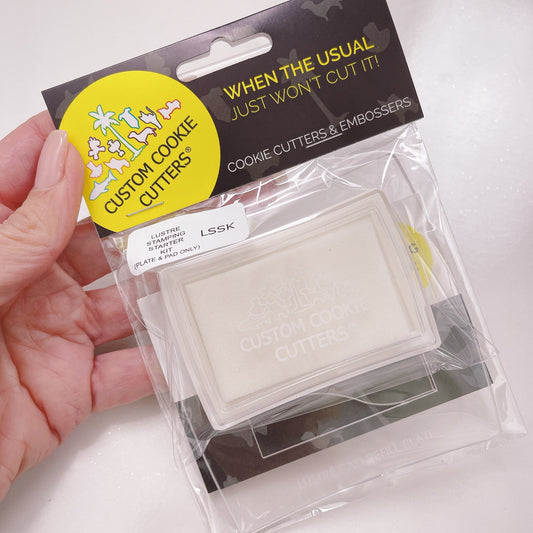 WHEN THE USUAL
JUST WON'T CUT IT!
COOKIE CUTTERS & EMBOSSERS
CUSTOM COOKIE
CUTTERS®
LUSTRE
STAMPING
STARTER
KIT
(PLATE & PAD ONLY)
LSSK
CUSTOM COOKIE
CUTTERS®